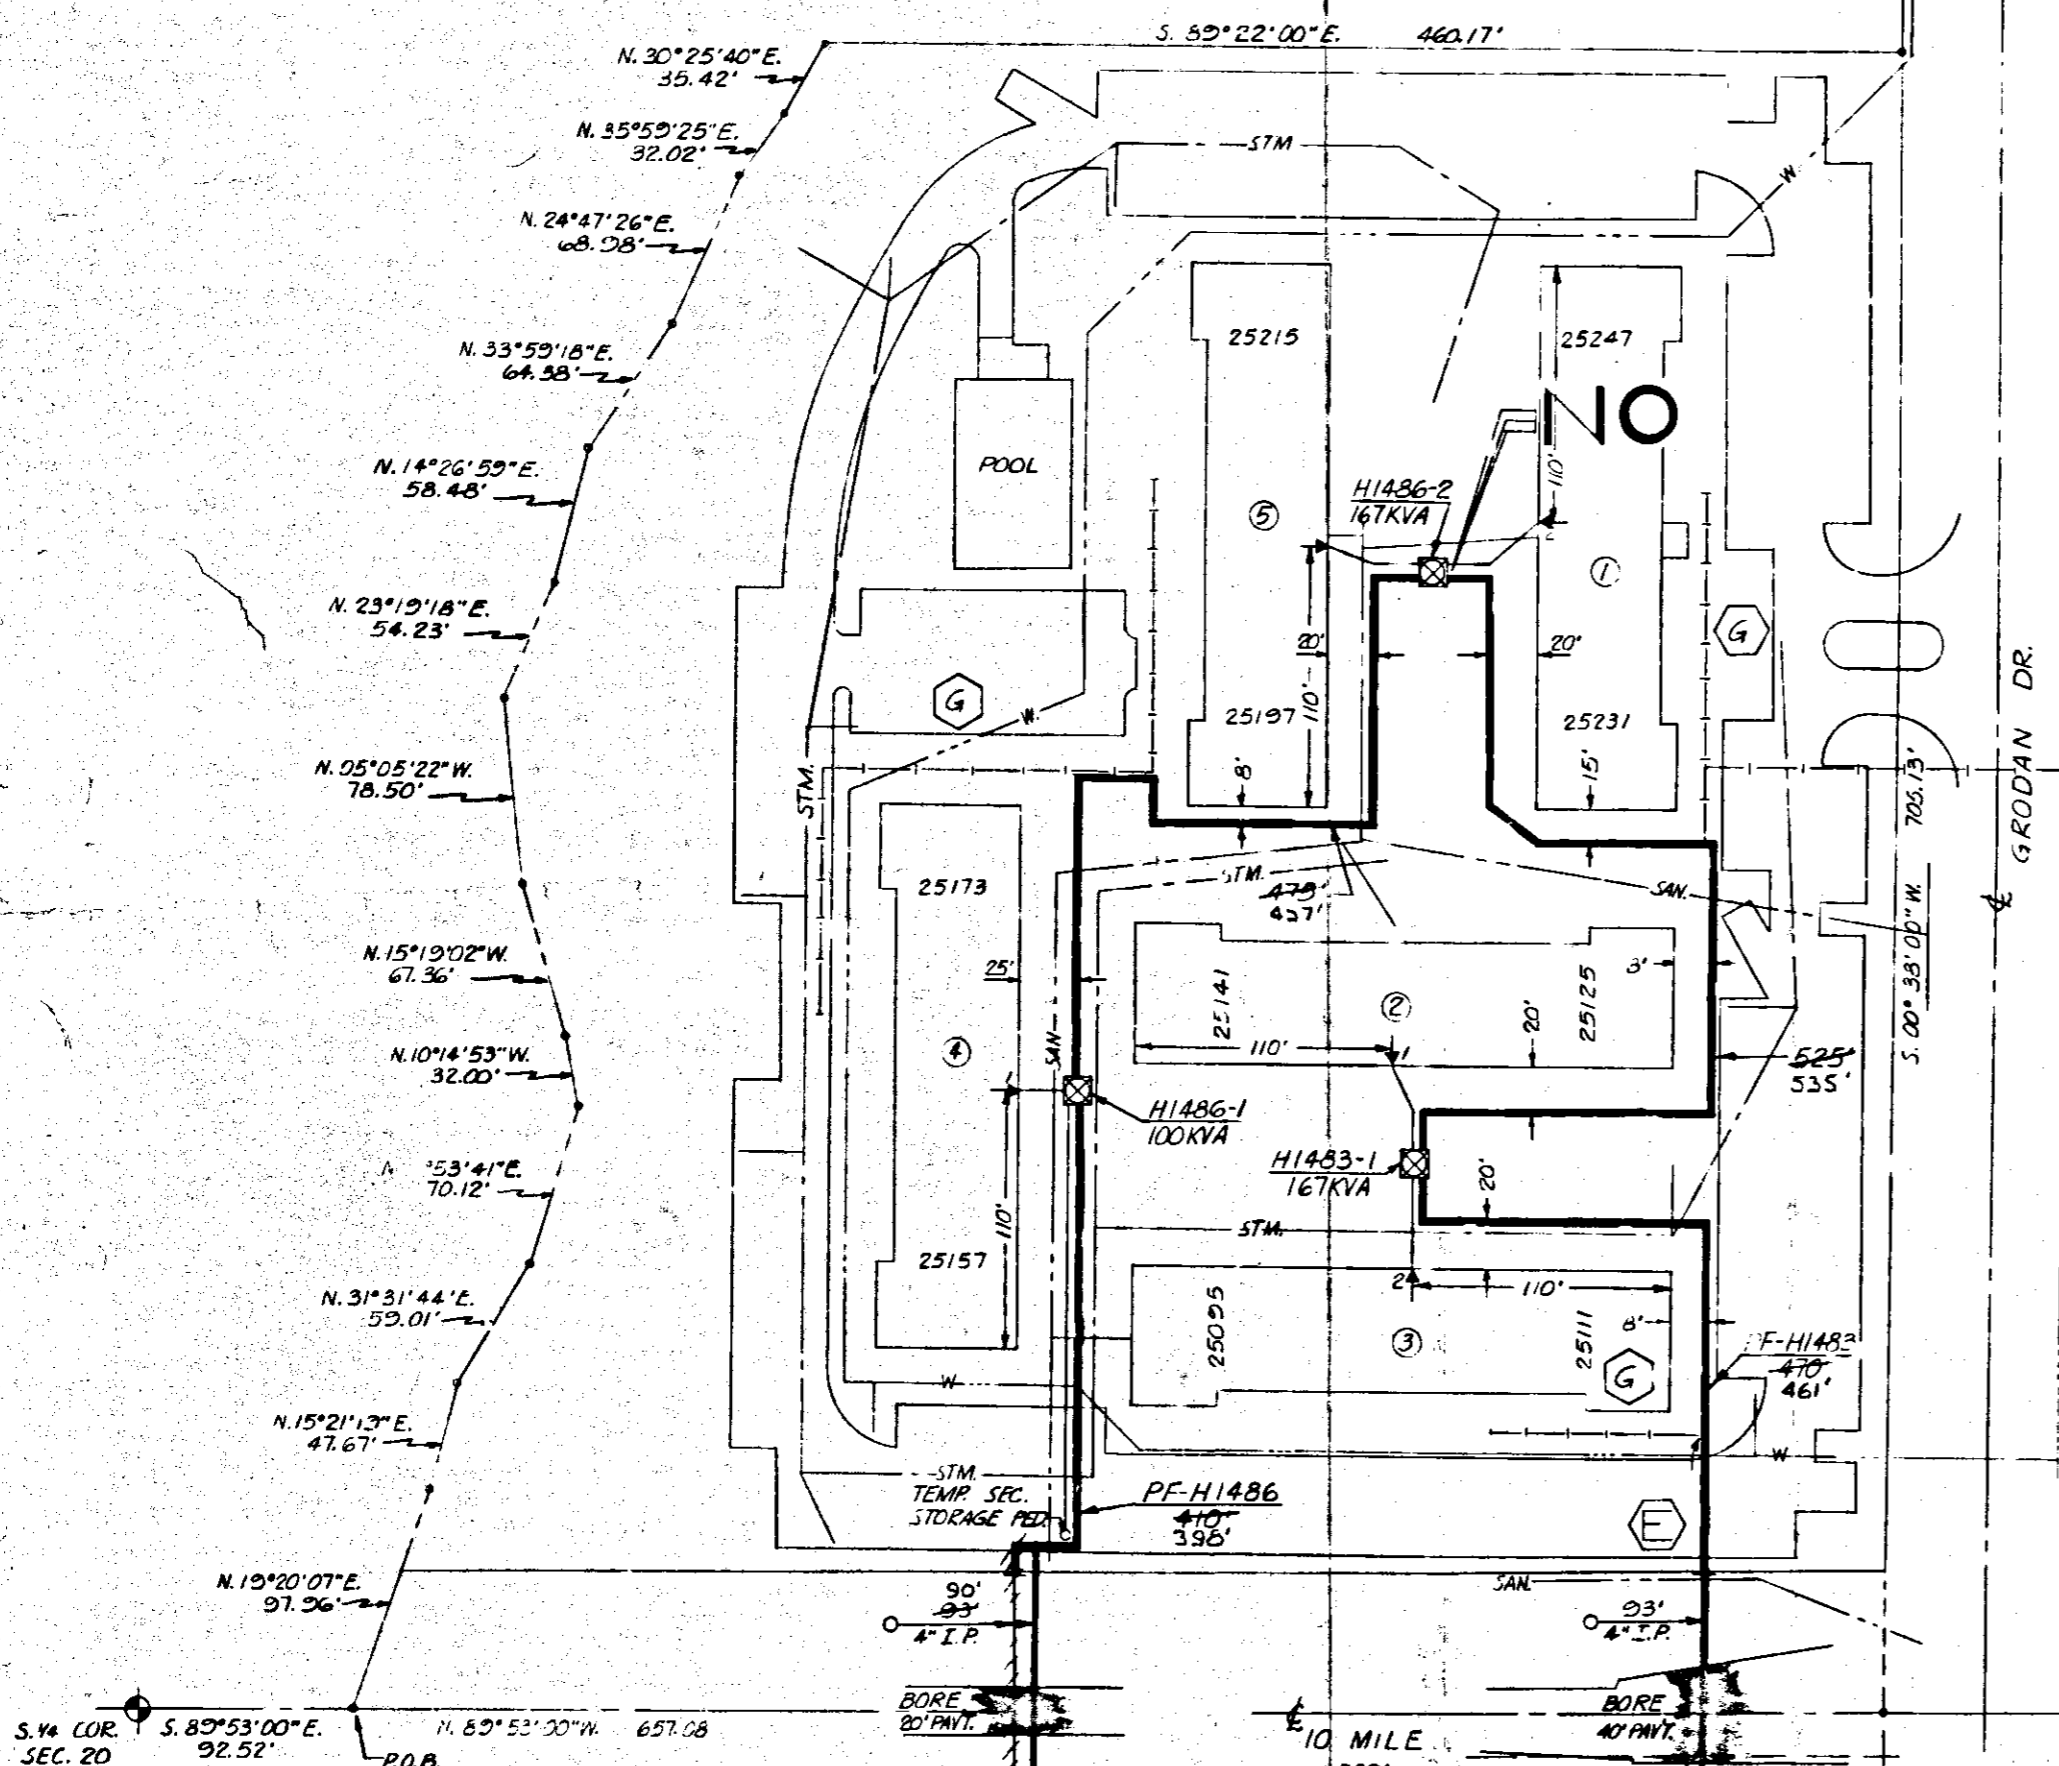 S. 89°22'00"E. 460.17'
N. 30°25'40"E.
35.42'
N. 35°59'25"E.
32.02'
STM
W
N. 24°47'26"E.
68.98'
25215
25247
N. 33°59'18"E.
64.38'
NO
POOL
N. 14°26'59"E.
58.48'
110'
H1486-2
167KVA
5
1
2
N. 23°19'18"E.
54.23'
G
20'
20'
GRODAN DR.
G
W.
25197
110'
25231
N. 05°05'22"W.
78.50'
STM.
8'
15'
S. 00°38'00"W. 705.13'
25173
STM.
479'
437'
SAN.
N. 15°19'02"W.
67.36'
25'
25141
2
25125
3'
20'
SAN
4
110'
1
525'
535'
N. 10°14'53"W.
32.00'
H1486-1
100KVA
H1483-1
167KVA
20'
53'41"E.
70.12'
110'
STM.
25157
2
110'
N. 31°31'44"E.
59.01'
25095
3
25111
8'
G
F-H1483
470'
461'
W
N. 15°21'13"E.
47.67'
W
STM.
TEMP. SEC.
STORAGE PED.
PF-H1486
410'
398'
E
N. 19°20'07"E.
97.96'
90'
93'
4" I.P.
SAN.
93'
4" I.P.
BORE
20' PAVT.
BORE
40' PAVT.
S. 1/4 COR.
SEC. 20
S. 89°53'00"E.
92.52'
P.O.B.
N. 89°53'00"W. 657.08
℄
10 MILE
℄